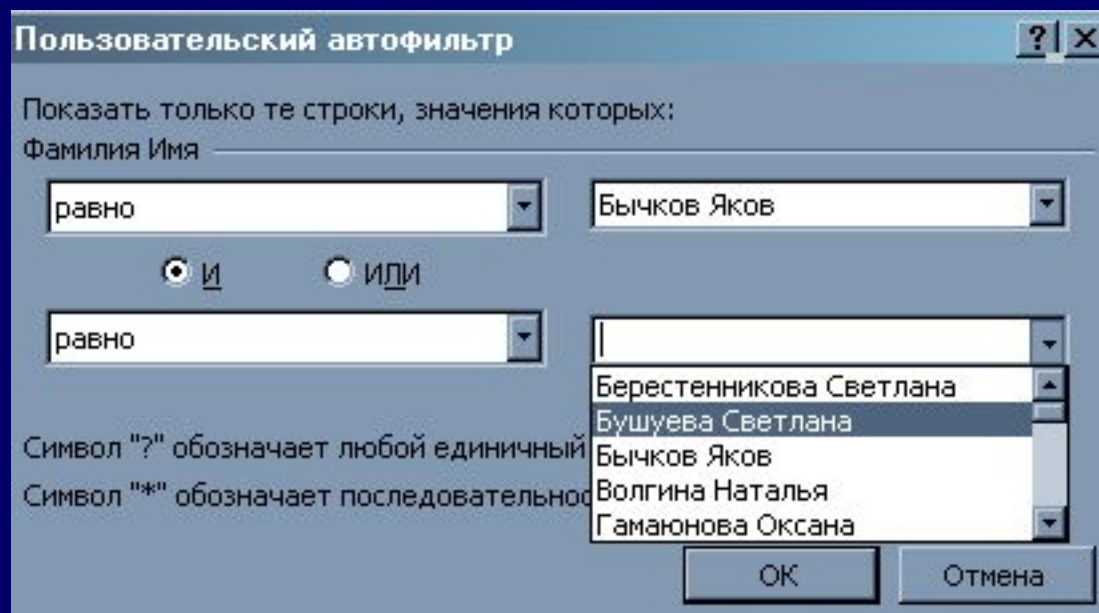 Пользовательский автофильтр
Показать только те строки, значения которых:
Фамилия Имя
равно Бычков Яков
И ИЛИ
равно
Берестенникова Светлана
Бушуева Светлана
Символ "?" обозначает любой единичный
Бычков Яков
Волгина Наталья
Символ "*" обозначает
Гамаюнова Оксана
ОК Отмена